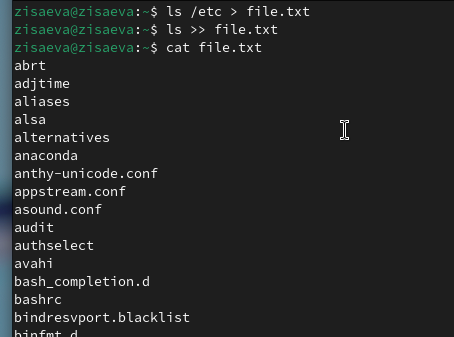 zisaeva@zisaeva:~$ ls /etc > file.txt
zisaeva@zisaeva:~$ ls >> file.txt
zisaeva@zisaeva:~$ cat file.txt
abrt
adjtime
aliases
alsa
alternatives
anaconda
anthy-unicode.conf
appstream.conf
asound.conf
audit
authselect
avahi
bash_completion.d
bashrc
bindresvport.blacklist
binfmt.d